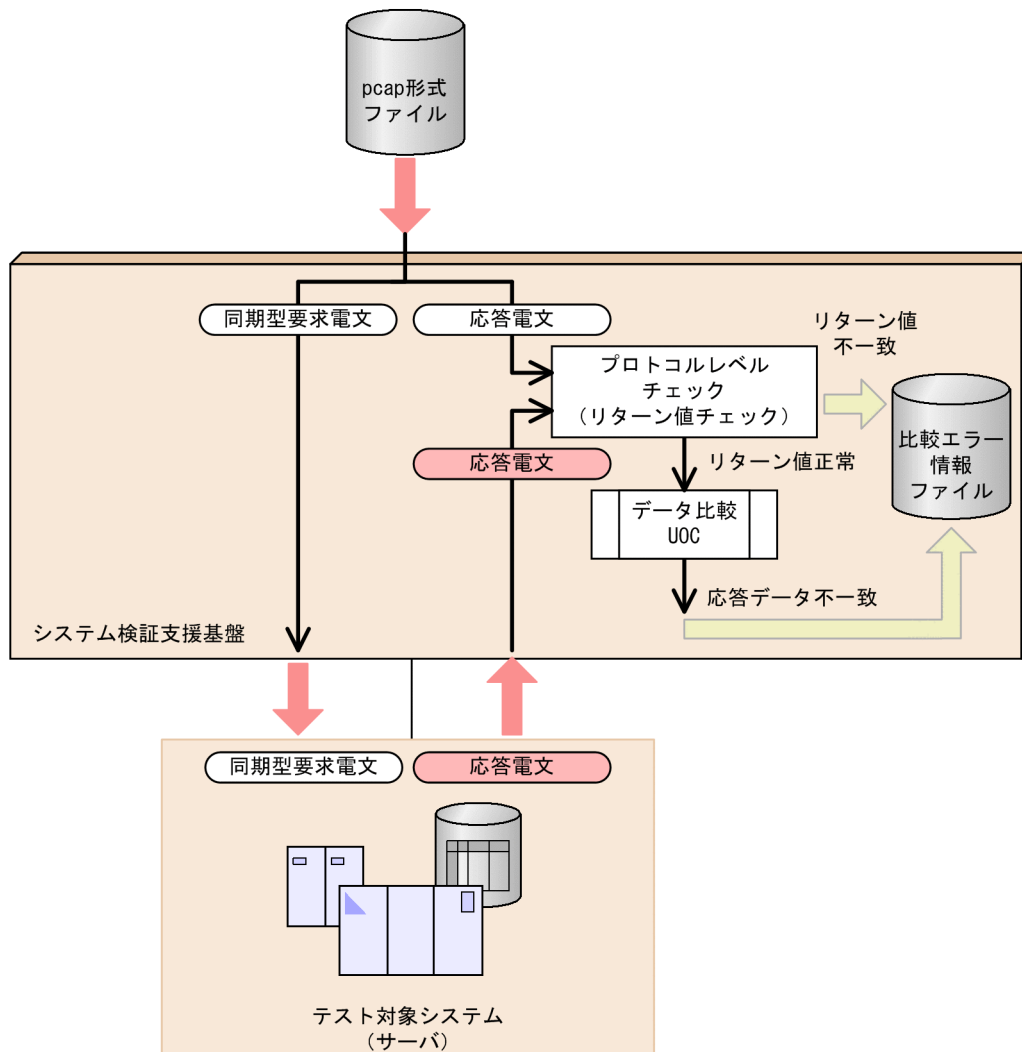 pcap形式
ファイル
同期型要求電文
応答電文
リターン値
不一致
プロトコルレベル
チェック
（リターン値チェック）
比較エラー
情報
ファイル
応答電文
リターン値正常
データ比較
UOC
応答データ不一致
システム検証支援基盤
同期型要求電文
応答電文
テスト対象システム
（サーバ）